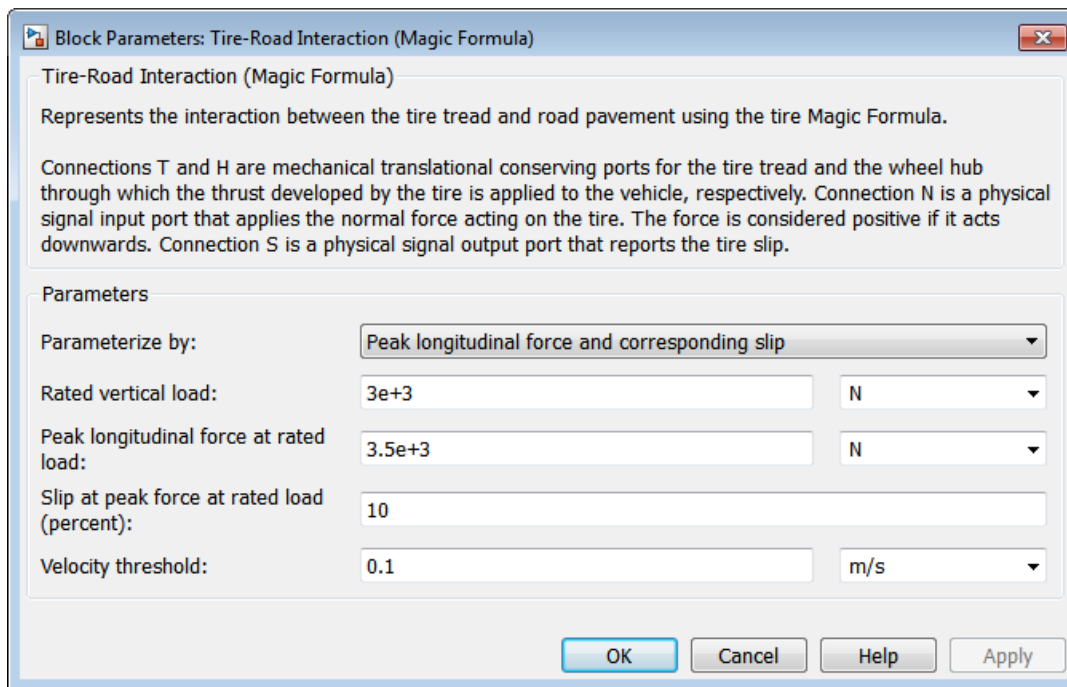 Block Parameters: Tire-Road Interaction (Magic Formula)
Tire-Road Interaction (Magic Formula)
Represents the interaction between the tire tread and road pavement using the tire Magic Formula.
Connections T and H are mechanical translational conserving ports for the tire tread and the wheel hub
through which the thrust developed by the tire is applied to the vehicle, respectively. Connection N is a physical
signal input port that applies the normal force acting on the tire. The force is considered positive if it acts
downwards. Connection S is a physical signal output port that reports the tire slip.
Parameters
Parameterize by: Peak longitudinal force and corresponding slip
Rated vertical load: 3e+3 N
Peak longitudinal force at rated
load: 3.5e+3 N
Slip at peak force at rated load
(percent): 10
Velocity threshold: 0.1 m/s
OK Cancel Help Apply